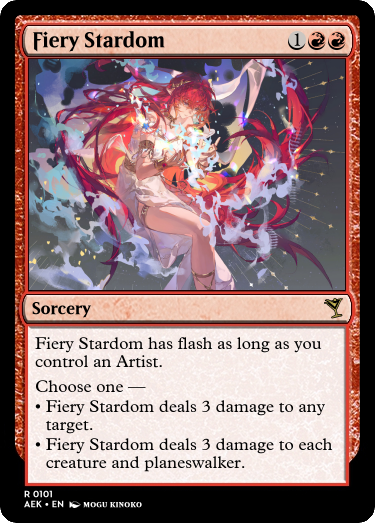 Fiery Stardom 1
Sorcery
Fiery Stardom has flash as long as you
control an Artist.
Choose one —
• Fiery Stardom deals 3 damage to any
target.
• Fiery Stardom deals 3 damage to each
creature and planeswalker.
R 0101
AEK • EN MOGU KINOKO